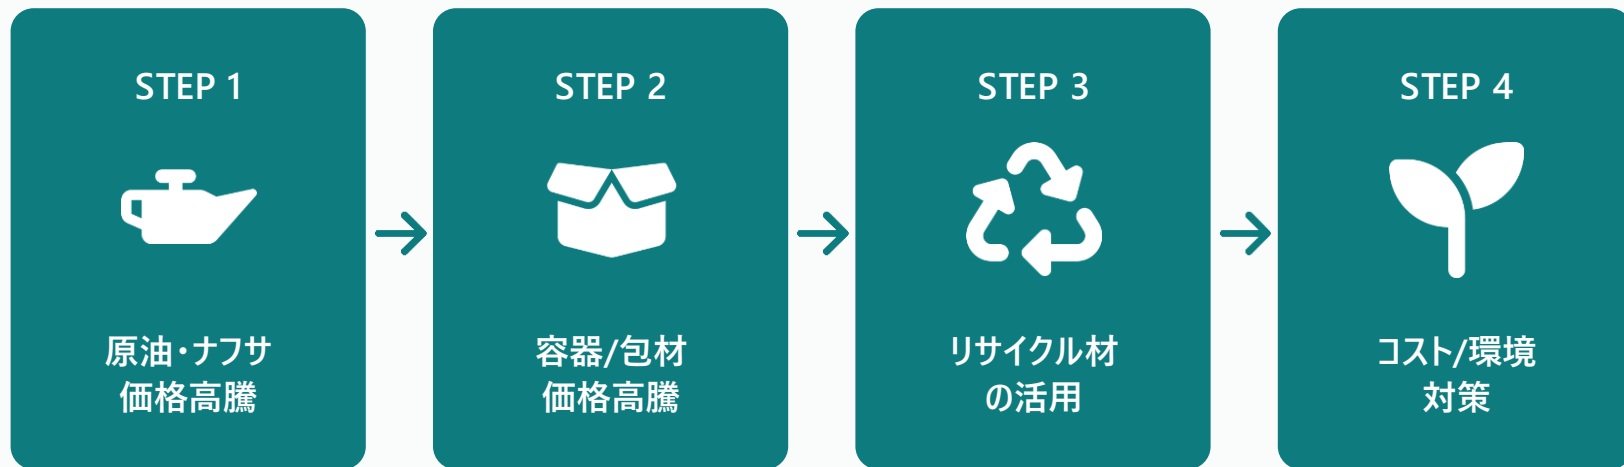 STEP 1
原油・ナフサ
価格高騰
STEP 2
容器/包材
価格高騰
STEP 3
リサイクル材
の活用
STEP 4
コスト/環境
対策